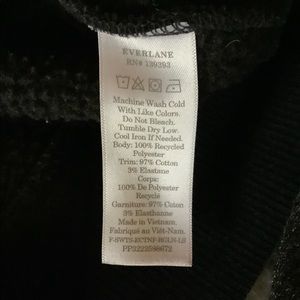 EVERLANE
RN# 139393
Machine Wash Cold
With Like Colors.
Do Not Bleach.
Tumble Dry Low.
Cool Iron If Needed.
Body: 100% Recycled
Polyester
Trim: 97% Cotton
3% Elastane
Corps:
100% De Polyester
Recycle
Garniture: 97% Coton
3% Elasthanne
Made in Vietnam.
Fabriqué au Viêt-Nam.